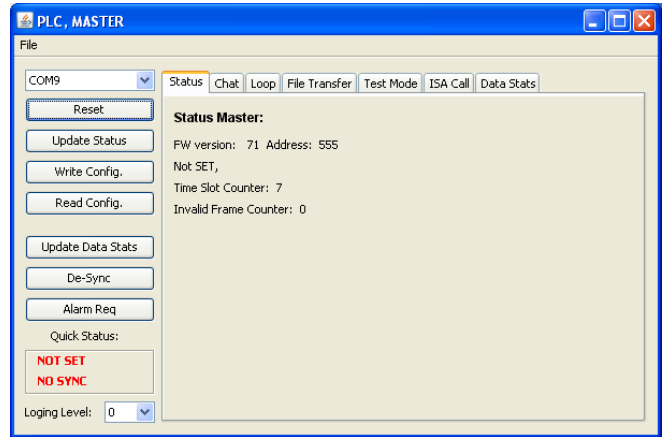 PLC, MASTER
File
COM9
Reset
Update Status
Write Config.
Read Config.
Update Data Stats
De-Sync
Alarm Req
Quick Status:
NOT SET
NO SYNC
Loging Level: 0
Status Chat Loop File Transfer Test Mode ISA Call Data Stats
Status Master:
FW version: 71 Address: 555
Not SET,
Time Slot Counter: 7
Invalid Frame Counter: 0